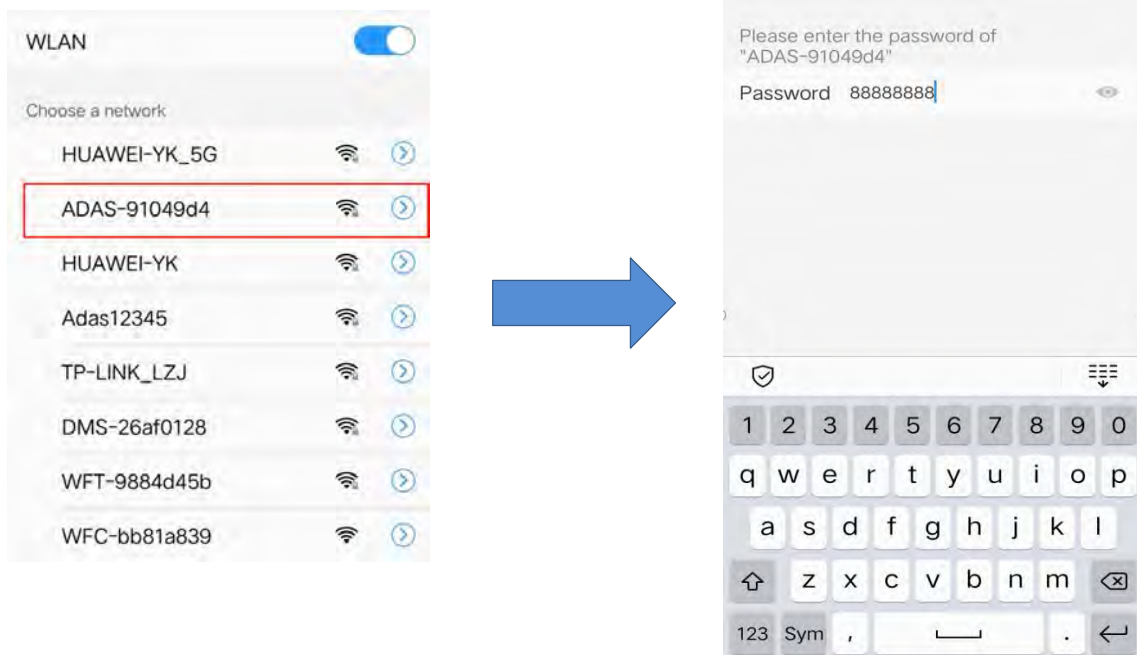 WLAN
Choose a network
HUAWEI-YK_5G
ADAS-91049d4
HUAWEI-YK
Adas12345
TP-LINK_LZJ
DMS-26af0128
WFT-9884d45b
WFC-bb81a839
Please enter the password of
"ADAS-91049d4"
Password 88888888
1 2 3 4 5 6 7 8 9 0
q w e r t y u i o p
a s d f g h j k l
z x c v b n m
123 Sym , .